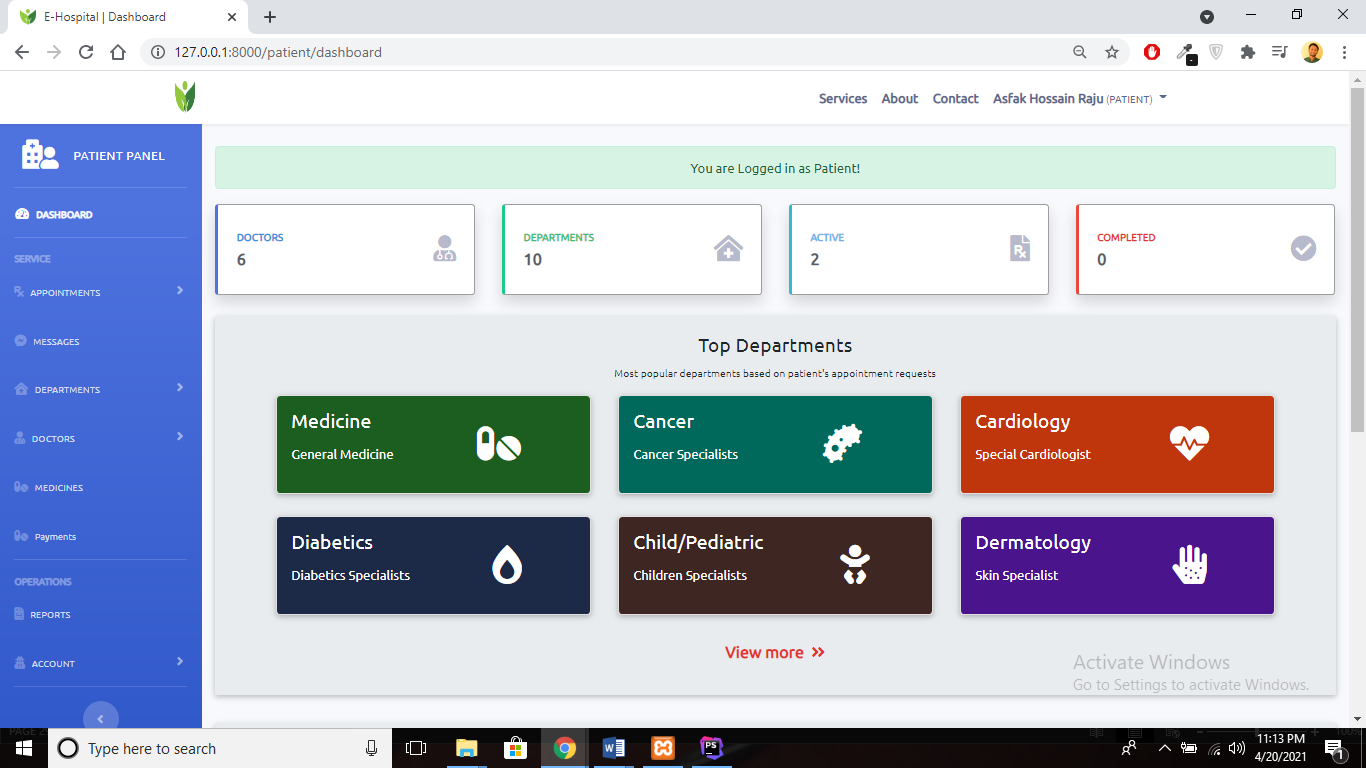 E-Hospital | Dashboard
127.0.0.1:8000/patient/dashboard
Services About Contact Asfak Hossain Raju (PATIENT)
PATIENT PANEL
DASHBOARD
SERVICE
APPOINTMENTS
MESSAGES
DEPARTMENTS
DOCTORS
MEDICINES
Payments
OPERATIONS
REPORTS
ACCOUNT
You are Logged in as Patient!
DOCTORS
6
DEPARTMENTS
10
ACTIVE
2
COMPLETED
0
Top Departments
Most popular departments based on patient's appointment requests
Medicine
General Medicine
Cancer
Cancer Specialists
Cardiology
Special Cardiologist
Diabetics
Diabetics Specialists
Child/Pediatric
Children Specialists
Dermatology
Skin Specialist
View more
Activate Windows
Go to Settings to activate Windows.
Type here to search
W
PS
11:13 PM
4/20/2021
1